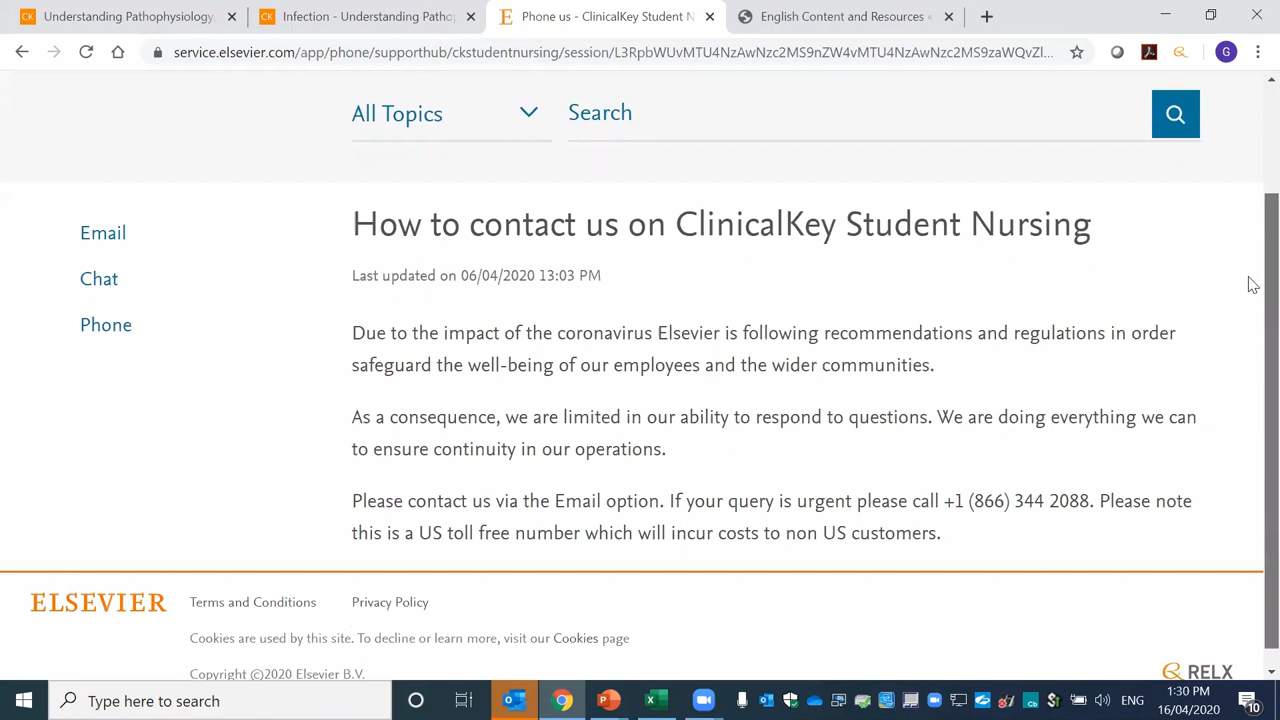 Understanding Pathophysiology,
Infection - Understanding Patho
Phone us - ClinicalKey Student N
English Content and Resources
service.elsevier.com/app/phone/supporthub/ckstudentnursing/session/L3RpbWUvMTU4NzAwNzc2MS9nZW4vMTU4NzAwNzc2MS9zaWQvZl...
G
All Topics
Search
Email
Chat
Phone
How to contact us on ClinicalKey Student Nursing
Last updated on 06/04/2020 13:03 PM
Due to the impact of the coronavirus Elsevier is following recommendations and regulations in order
safeguard the well-being of our employees and the wider communities.
As a consequence, we are limited in our ability to respond to questions. We are doing everything we can
to ensure continuity in our operations.
Please contact us via the Email option. If your query is urgent please call +1 (866) 344 2088. Please note
this is a US toll free number which will incur costs to non US customers.
ELSEVIER
Terms and Conditions
Privacy Policy
Cookies are used by this site. To decline or learn more, visit our Cookies page
Copyright ©2020 Elsevier B.V.
RELX
Type here to search
ENG
1:30 PM
16/04/2020
10